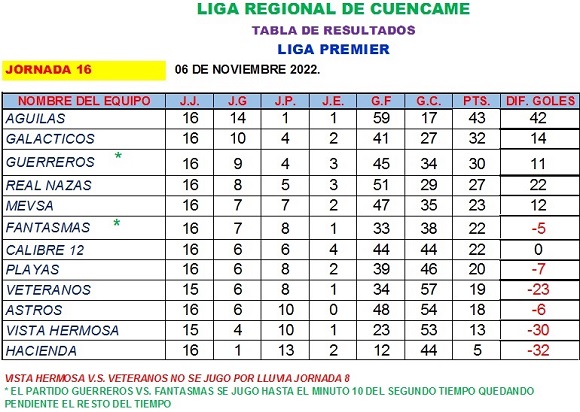 LIGA REGIONAL DE CUENCAME
TABLA DE RESULTADOS
LIGA PREMIER
JORNADA 16 06 DE NOVIEMBRE 2022.
NOMBRE DEL EQUIPO J.J. J.G J.P. J.E. G.F G.C. PTS. DIF. GOLES
AGUILAS 16 14 1 1 59 17 43 42
GALACTICOS 16 10 4 2 41 27 32 14
GUERREROS * 16 9 4 3 45 34 30 11
REAL NAZAS 16 8 5 3 51 29 27 22
MEVSA 16 7 7 2 47 35 23 12
FANTASMAS * 16 7 8 1 33 38 22 -5
CALIBRE 12 16 6 6 4 44 44 22 0
PLAYAS 16 6 8 2 39 46 20 -7
VETERANOS 15 6 8 1 34 57 19 -23
ASTROS 16 6 10 0 48 54 18 -6
VISTA HERMOSA 15 4 10 1 23 53 13 -30
HACIENDA 16 1 13 2 12 44 5 -32
VISTA HERMOSA V.S. VETERANOS NO SE JUGO POR LLUVIA JORNADA 8
* EL PARTIDO GUERREROS VS. FANTASMAS SE JUGO HASTA EL MINUTO 10 DEL SEGUNDO TIEMPO QUEDANDO
PENDIENTE EL RESTO DEL TIEMPO